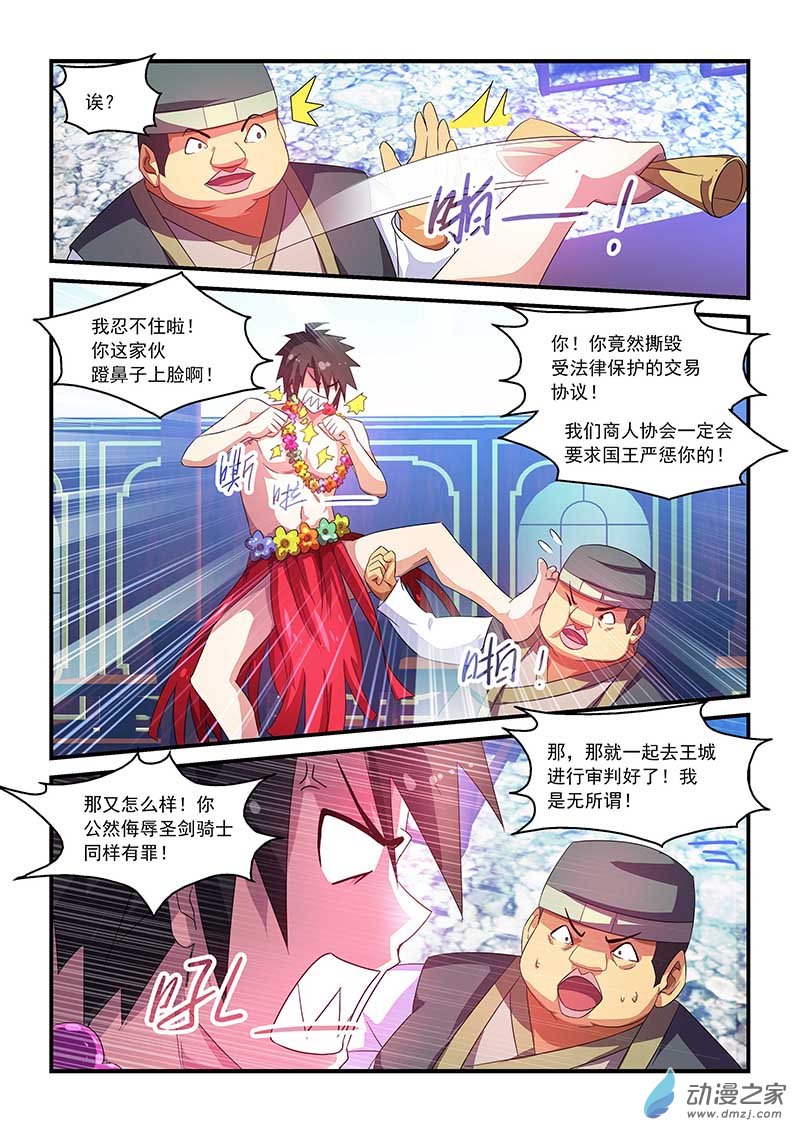 诶？
啪——！
我忍不住啦！
你这家伙
蹬鼻子上脸啊！
你！你竟然撕毁
受法律保护的交易
协议！
我们商人协会一定会
要求国王严惩你的！
嘶
啦——
啪！
那又怎么样！你
公然侮辱圣剑骑士
同样有罪！
那，那就一起去王城
进行审判好了！我
是无所谓！
吼——
动漫之家
www.dmzj.com